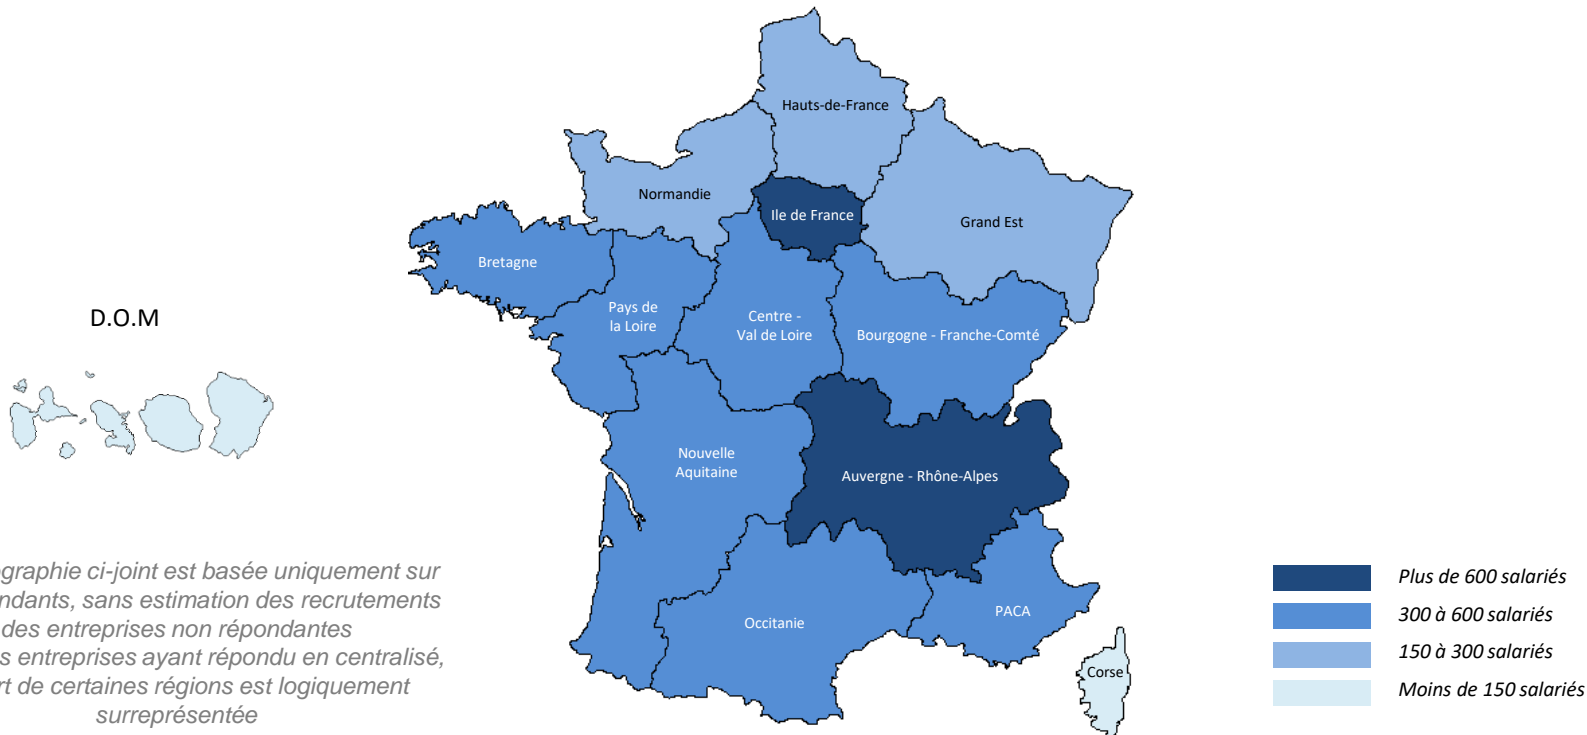 Hauts-de-France
Normandie
Ile de France
Grand Est
Bretagne
D.O.M
Pays de
la Loire
Centre -
Val de Loire
Bourgogne - Franche-Comté
Nouvelle
Aquitaine
Auvergne - Rhône-Alpes
PACA
Occitanie
Corse
ographie ci-joint est basée uniquement sur
ndants, sans estimation des recrutements
des entreprises non répondantes
s entreprises ayant répondu en centralisé,
rt de certaines régions est logiquement
surreprésentée
Plus de 600 salariés
300 à 600 salariés
150 à 300 salariés
Moins de 150 salariés